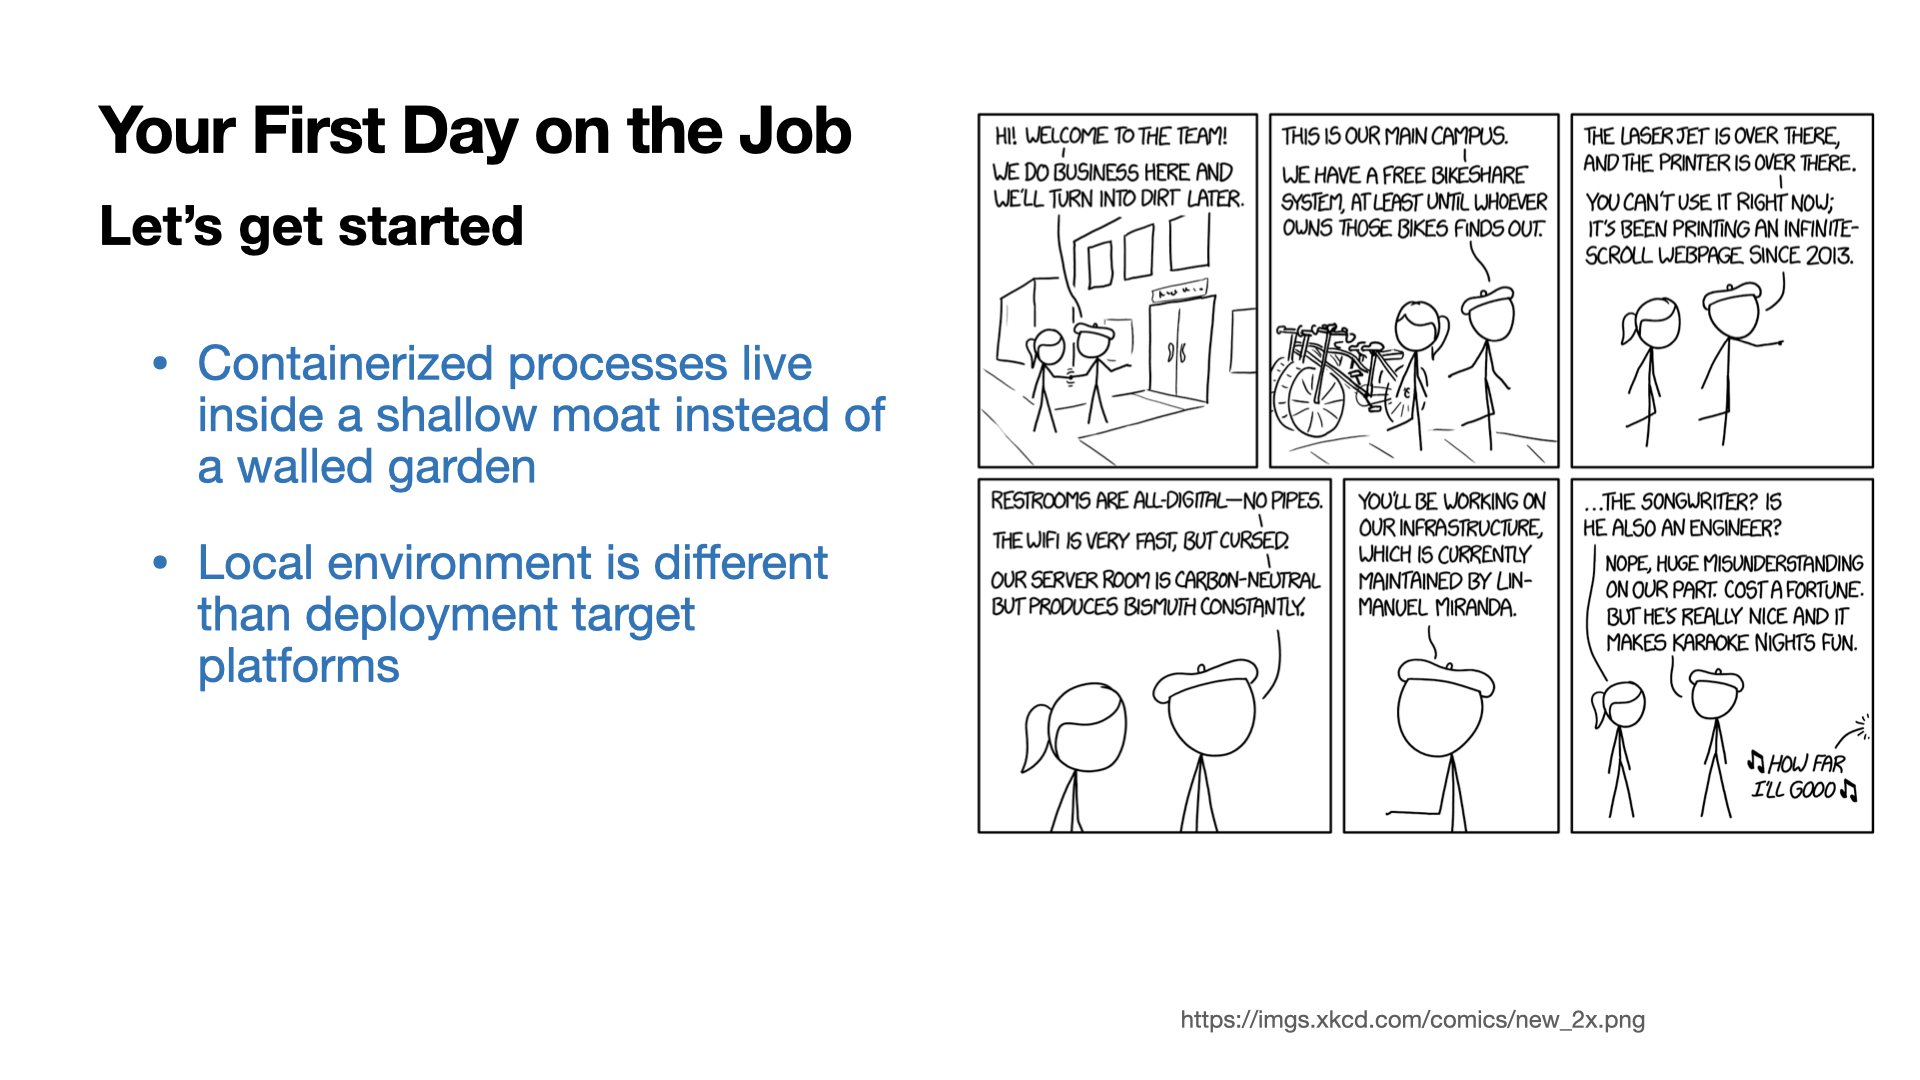 Your First Day on the Job
Let’s get started
• Containerized processes live
inside a shallow moat instead of
a walled garden
• Local environment is different
than deployment target
platforms
HI! WELCOME TO THE TEAM!
WE DO BUSINESS HERE AND
WE'LL TURN INTO DIRT LATER.
THIS IS OUR MAIN CAMPUS.
WE HAVE A FREE BIKESHARE
SYSTEM, AT LEAST UNTIL WHOEVER
OWNS THOSE BIKES FINDS OUT.
THE LASERJET IS OVER THERE,
AND THE PRINTER IS OVER THERE.
YOU CAN'T USE IT RIGHT NOW;
IT'S BEEN PRINTING AN INFINITE-
SCROLL WEBPAGE SINCE 2013.
RESTROOMS ARE ALL-DIGITAL—NO PIPES.
THE WIFI IS VERY FAST, BUT CURSED.
OUR SERVER ROOM IS CARBON-NEUTRAL
BUT PRODUCES BISMUTH CONSTANTLY.
YOU'LL BE WORKING ON
OUR INFRASTRUCTURE,
WHICH IS CURRENTLY
MAINTAINED BY LIN-
MANUEL MIRANDA.
...THE SONGWRITER? IS
HE ALSO AN ENGINEER?
NOPE, HUGE MISUNDERSTANDING
ON OUR PART. COST A FORTUNE.
BUT HE'S REALLY NICE AND IT
MAKES KARAOKE NIGHTS FUN.
♫ HOW FAR
I'LL GOOO ♫
https://imgs.xkcd.com/comics/new_2x.png